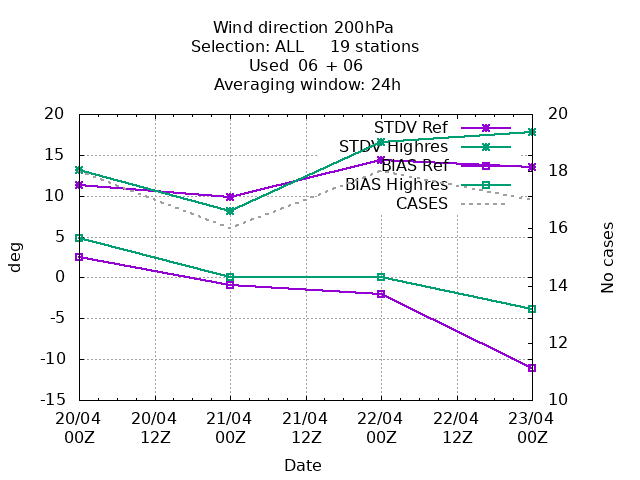 Wind direction 200hPa
Selection: ALL 19 stations
Used 06 + 06
Averaging window: 24h
20 20
STDV Ref
STDV Highres
15 BIAS Ref 18
BIAS Highres
10 CASES
5 16
deg 0 14 No cases
-5
-10 12
-15 10
20/04 20/04 21/04 21/04 22/04 22/04 23/04
00Z 12Z 00Z 12Z 00Z 12Z 00Z
Date